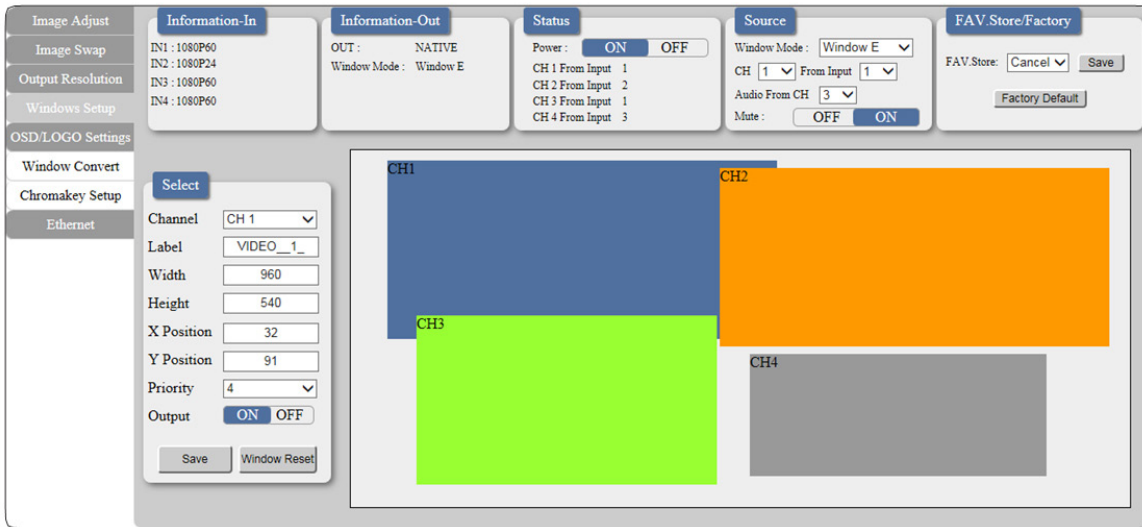 Image Adjust
Image Swap
Output Resolution
Windows Setup
OSD/LOGO Settings
Window Convert
Chromakey Setup
Ethernet
Information-In
IN1 : 1080P60
IN2 : 1080P24
IN3 : 1080P60
IN4 : 1080P60
Information-Out
OUT : NATIVE
Window Mode : Window E
Status
Power : ON OFF
CH 1 From Input 1
CH 2 From Input 2
CH 3 From Input 1
CH 4 From Input 3
Source
Window Mode : Window E
CH 1 From Input 1
Audio From CH 3
Mute : OFF ON
FAV.Store/Factory
FAV.Store: Cancel Save
Factory Default
Select
Channel CH 1
Label VIDEO__1_
Width 960
Height 540
X Position 32
Y Position 91
Priority 4
Output ON OFF
Save Window Reset
CH1
CH2
CH3
CH4